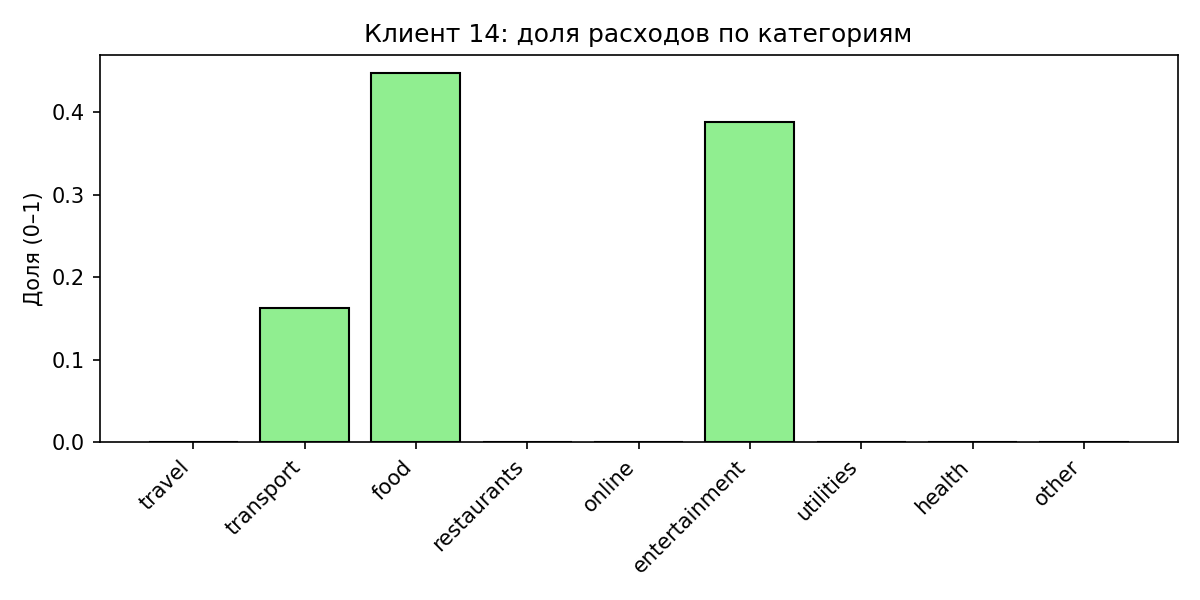 Клиент 14: доля расходов по категориям
Доля (0–1)
0.4
0.3
0.2
0.1
0.0
travel
transport
food
restaurants
online
entertainment
utilities
health
other